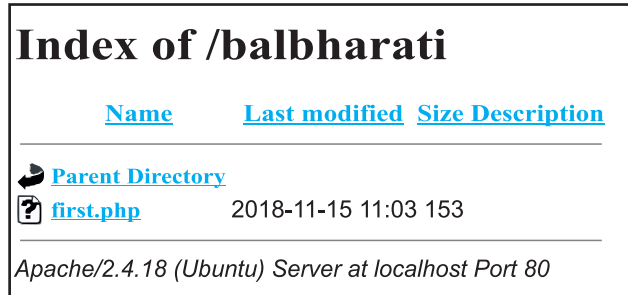 Index of /balbharati
Name Last modified Size Description
Parent Directory
first.php 2018-11-15 11:03 153
Apache/2.4.18 (Ubuntu) Server at localhost Port 80